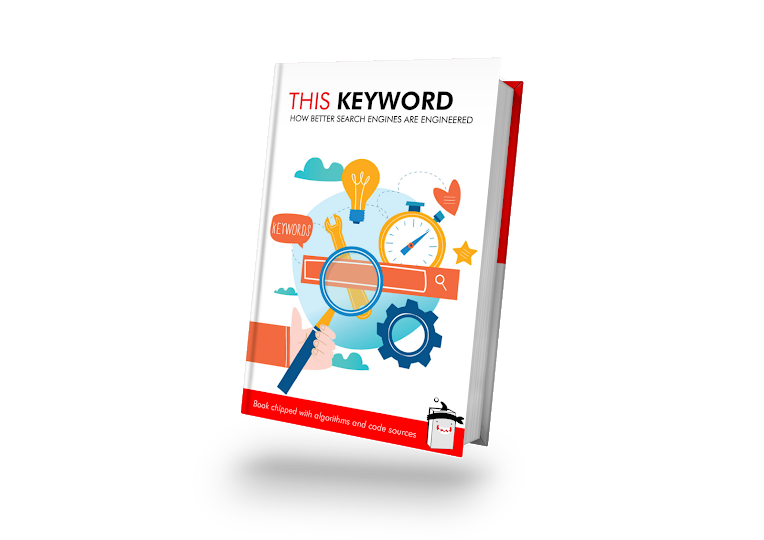 THIS KEYWORD
HOW BETTER SEARCH ENGINES ARE ENGINEERED
KEYWORDS
Book chipped with algorithms and code sources